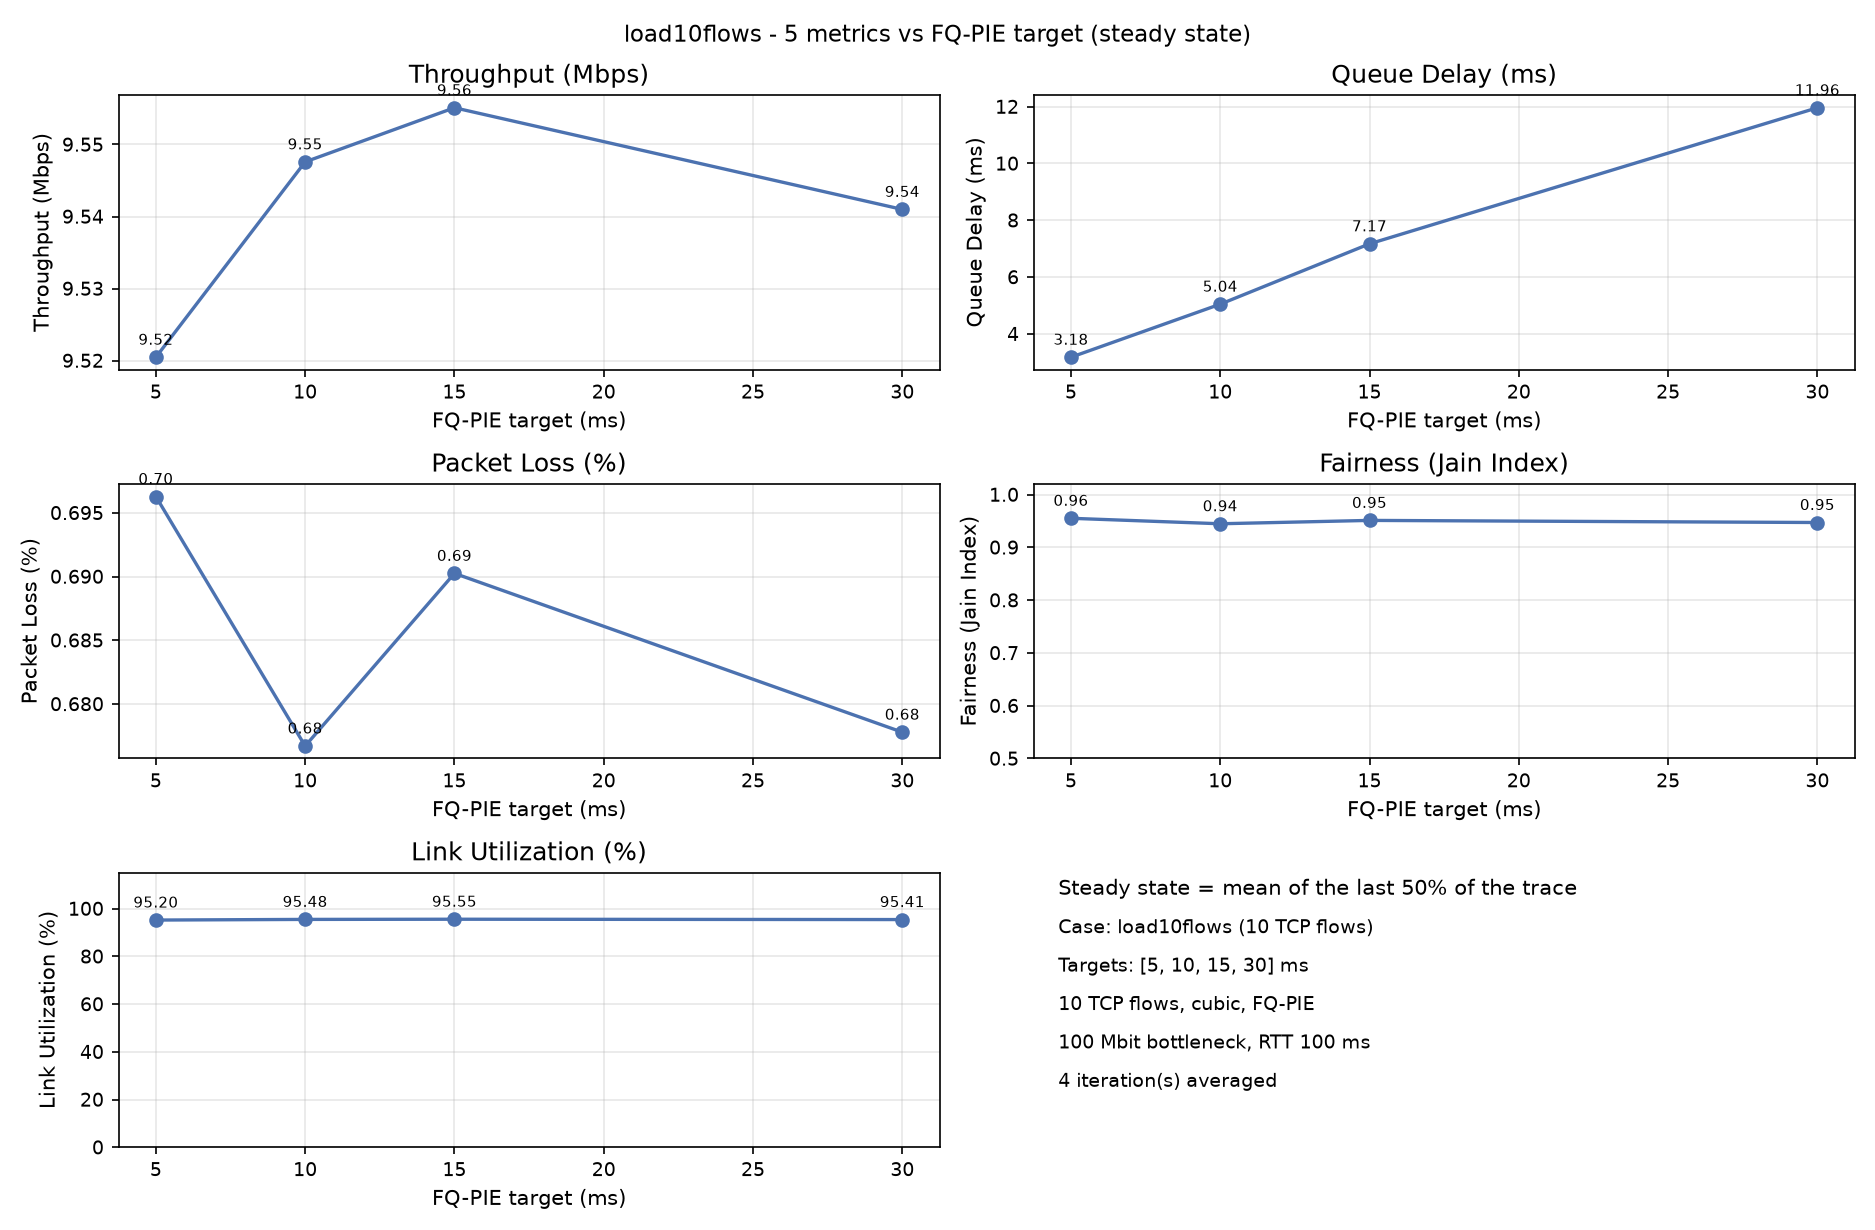 load10flows - 5 metrics vs FQ-PIE target (steady state)
Throughput (Mbps)
Throughput (Mbps)
9.55
9.54
9.53
9.52
9.52
9.55
9.56
9.54
5 10 15 20 25 30
FQ-PIE target (ms)
Queue Delay (ms)
Queue Delay (ms)
12
10
8
6
4
3.18
5.04
7.17
11.96
5 10 15 20 25 30
FQ-PIE target (ms)
Packet Loss (%)
Packet Loss (%)
0.695
0.690
0.685
0.680
0.70
0.68
0.69
0.68
5 10 15 20 25 30
FQ-PIE target (ms)
Fairness (Jain Index)
Fairness (Jain Index)
1.0
0.9
0.8
0.7
0.6
0.5
0.96
0.94
0.95
0.95
5 10 15 20 25 30
FQ-PIE target (ms)
Link Utilization (%)
Link Utilization (%)
100
80
60
40
20
0
95.20
95.48
95.55
95.41
5 10 15 20 25 30
FQ-PIE target (ms)
Steady state = mean of the last 50% of the trace
Case: load10flows (10 TCP flows)
Targets: [5, 10, 15, 30] ms
10 TCP flows, cubic, FQ-PIE
100 Mbit bottleneck, RTT 100 ms
4 iteration(s) averaged